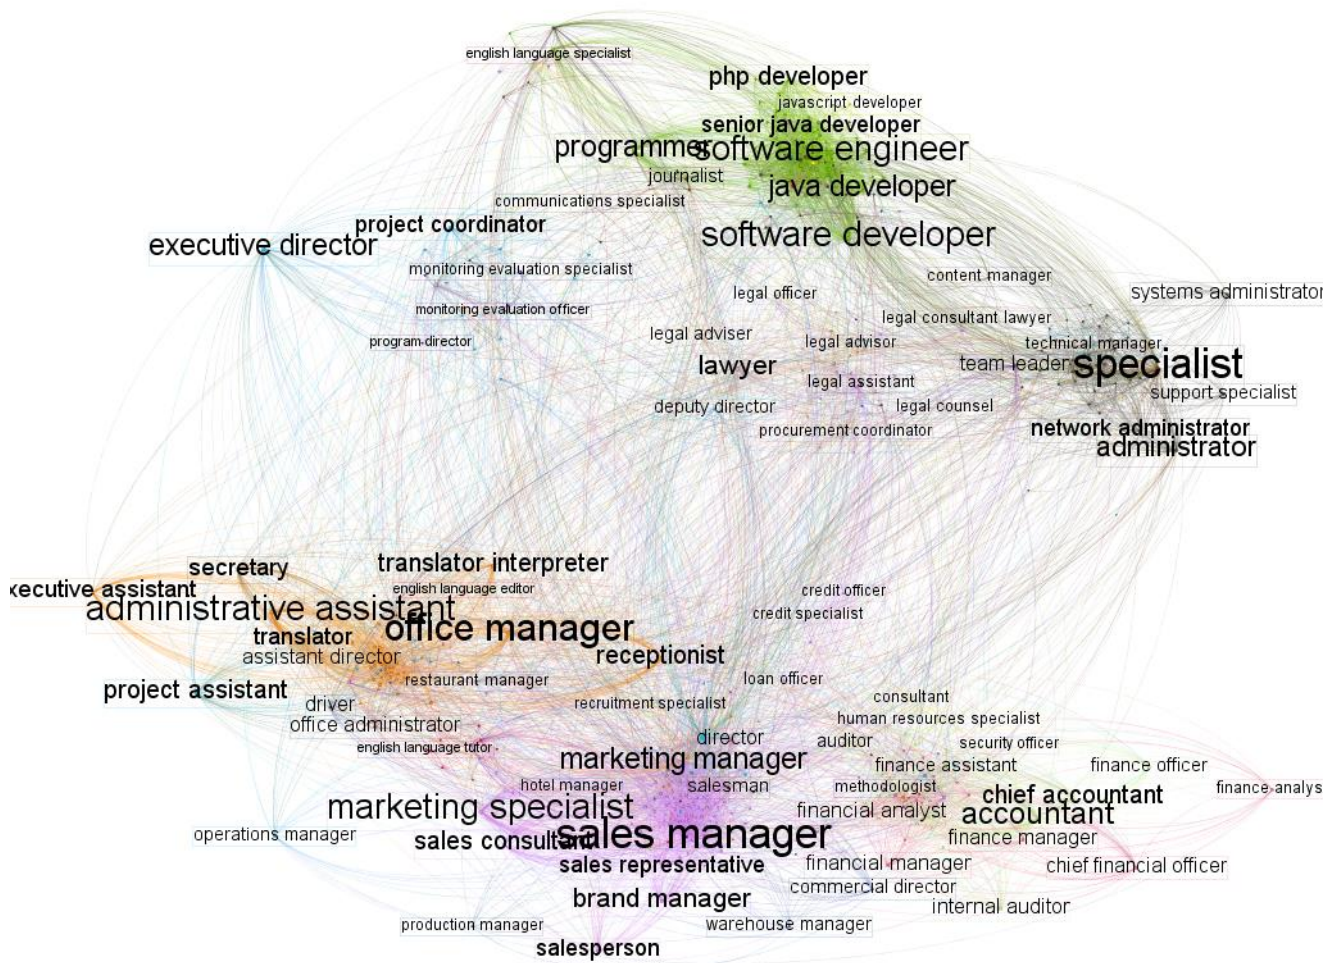 english language specialist
php developer
javascript developer
senior java developer
programmer
software engineer
journalist
java developer
communications specialist
project coordinator
executive director
software developer
monitoring evaluation specialist
content manager
legal officer
systems administrator
monitoring evaluation officer
legal consultant lawyer
legal adviser
program director
legal advisor
technical manager
lawyer
team leader
specialist
legal assistant
support specialist
deputy director
legal counsel
procurement coordinator
network administrator
administrator
translator interpreter
secretary
xecutive assistant
english language editor
credit officer
administrative assistant
credit specialist
office manager
translator
receptionist
assistant director
restaurant manager
loan officer
project assistant
consultant
driver
recruitment specialist
office administrator
human resources specialist
director
auditor
security officer
english language tutor
marketing manager
finance assistant
finance officer
hotel manager
salesman
methodologist
finance analys
chief accountant
marketing specialist
financial analyst
accountant
operations manager
sales manager
sales consultant
finance manager
sales representative
financial manager
chief financial officer
commercial director
brand manager
internal auditor
production manager
warehouse manager
salesperson